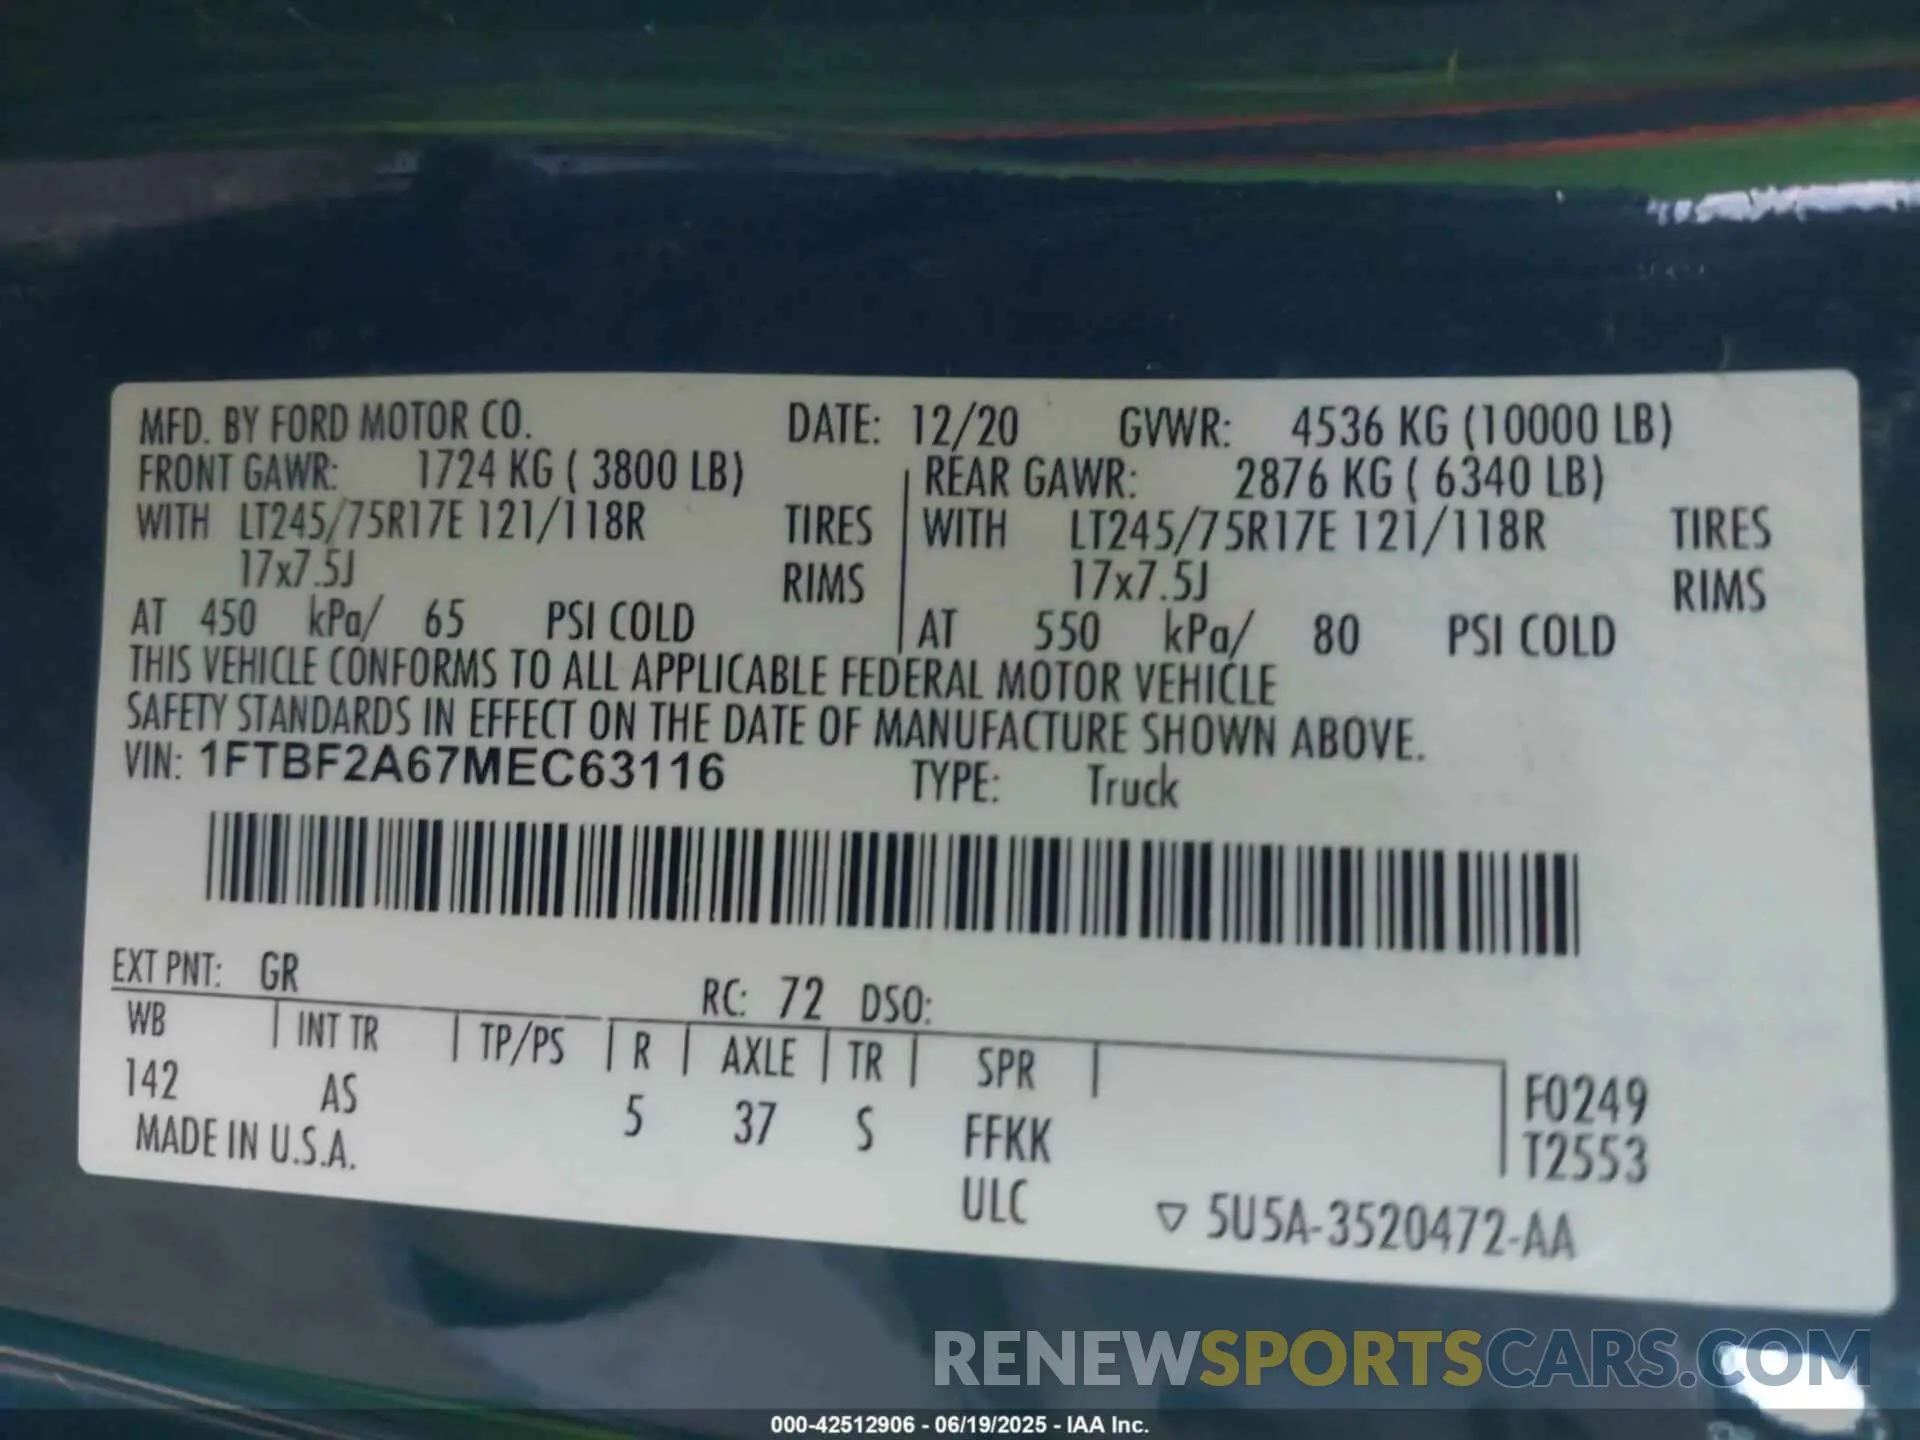 MFD. BY FORD MOTOR CO. DATE: 12/20 GVWR: 4536 KG (10000 LB)
FRONT GAWR: 1724 KG ( 3800 LB) REAR GAWR: 2876 KG ( 6340 LB)
WITH LT245/75R17E 121/118R TIRES WITH LT245/75R17E 121/118R TIRES
17x7.5J RIMS 17x7.5J RIMS
AT 450 kPa/ 65 PSI COLD AT 550 kPa/ 80 PSI COLD
THIS VEHICLE CONFORMS TO ALL APPLICABLE FEDERAL MOTOR VEHICLE
SAFETY STANDARDS IN EFFECT ON THE DATE OF MANUFACTURE SHOWN ABOVE.
VIN: 1FTBF2A67MEC63116 TYPE: Truck
EXT PNT: GR RC: 72 DSO:
WB INT TR TP/PS R AXLE TR SPR
142 AS 5 37 S FFKK F0249
MADE IN U.S.A. T2553
ULC ▽ 5U5A-3520472-AA
RENEWSPORTSCARS.COM
000-42512906 - 06/19/2025 - IAA Inc.